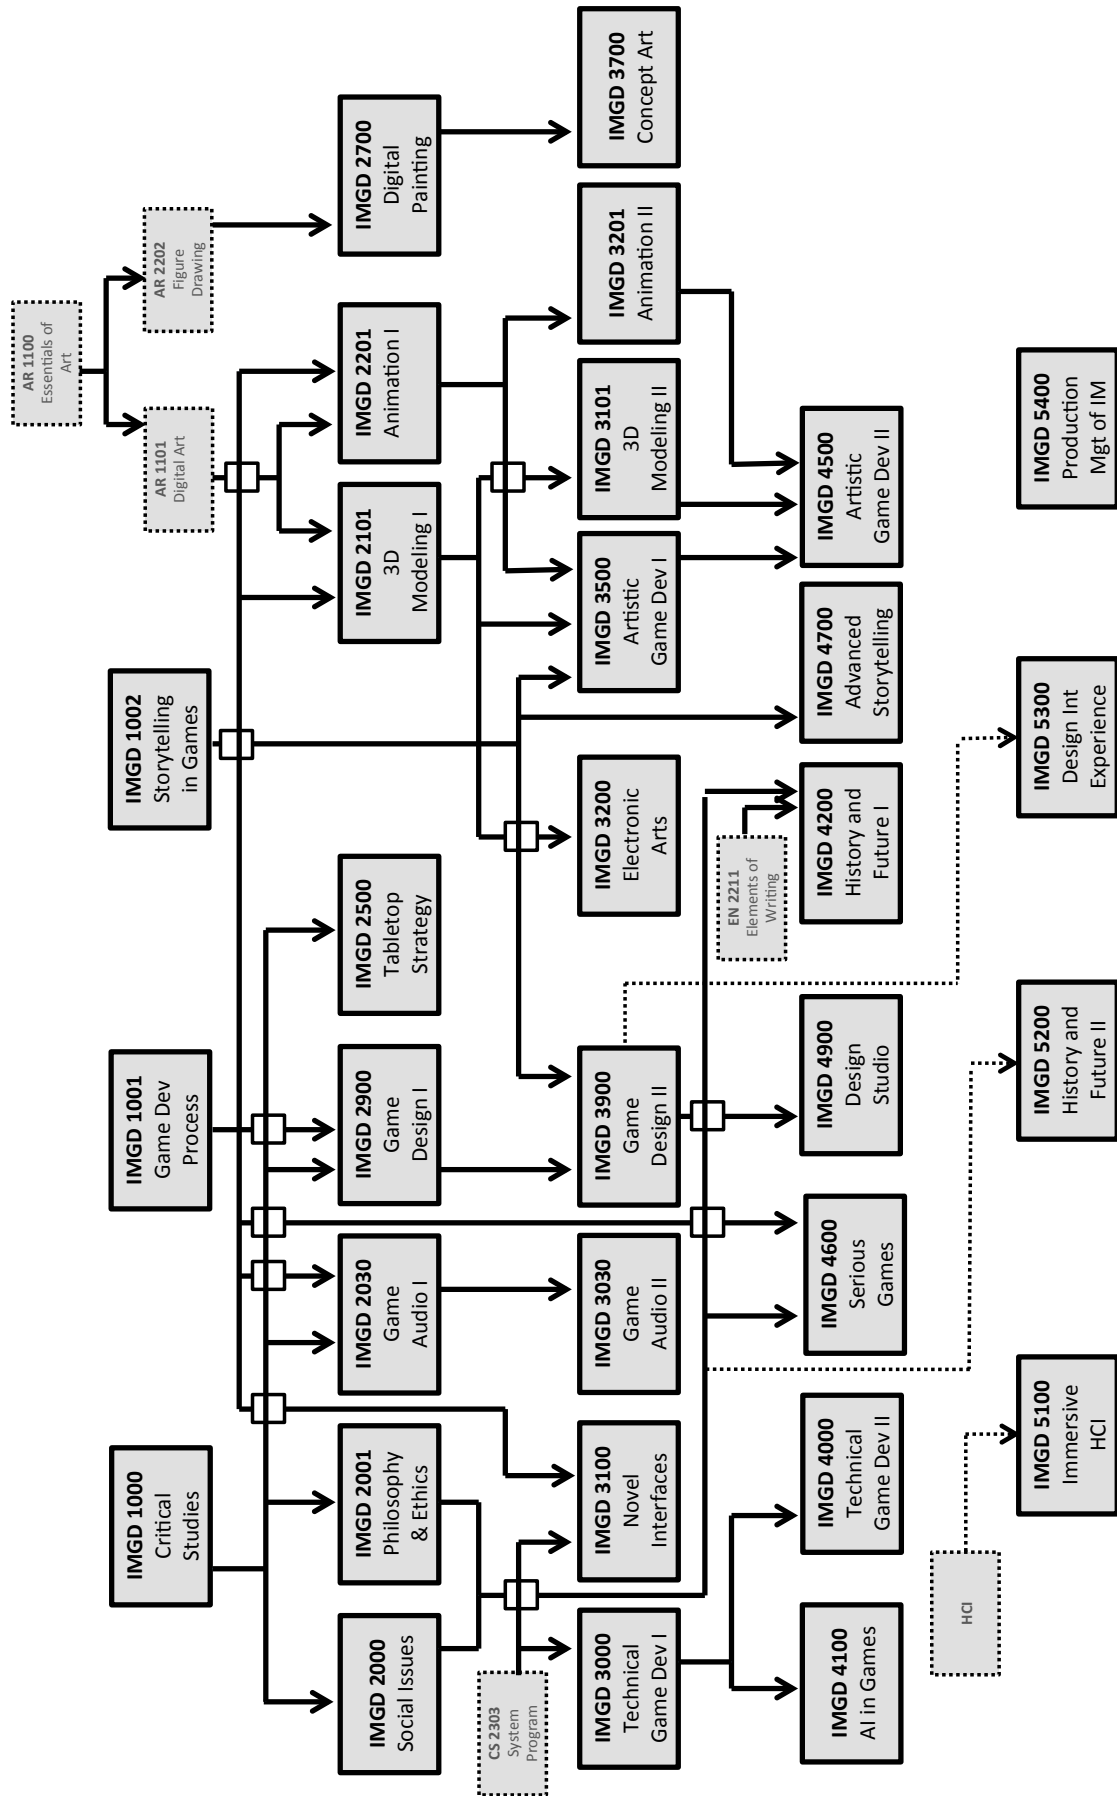 AR 1100
Essentials of
Art
AR 1101
Digital Art
AR 2202
Figure
Drawing
IMGD 1000
Critical
Studies
IMGD 1001
Game Dev
Process
IMGD 1002
Storytelling
in Games
IMGD 2000
Social Issues
IMGD 2001
Philosophy
& Ethics
IMGD 2030
Game
Audio I
IMGD 2900
Game
Design I
IMGD 2500
Tabletop
Strategy
IMGD 2101
3D
Modeling I
IMGD 2201
Animation I
IMGD 2700
Digital
Painting
CS 2303
System
Program
IMGD 3000
Technical
Game Dev I
IMGD 3100
Novel
Interfaces
IMGD 3030
Game
Audio II
IMGD 3900
Game
Design II
IMGD 3200
Electronic
Arts
IMGD 3500
Artistic
Game Dev I
IMGD 3101
3D
Modeling II
IMGD 3201
Animation II
IMGD 3700
Concept Art
EN 2211
Elements of
Writing
IMGD 4100
AI in Games
IMGD 4000
Technical
Game Dev II
IMGD 4600
Serious
Games
IMGD 4900
Design
Studio
IMGD 4200
History and
Future I
IMGD 4700
Advanced
Storytelling
IMGD 4500
Artistic
Game Dev II
HCI
IMGD 5100
Immersive
HCI
IMGD 5200
History and
Future II
IMGD 5300
Design Int
Experience
IMGD 5400
Production
Mgt of IM